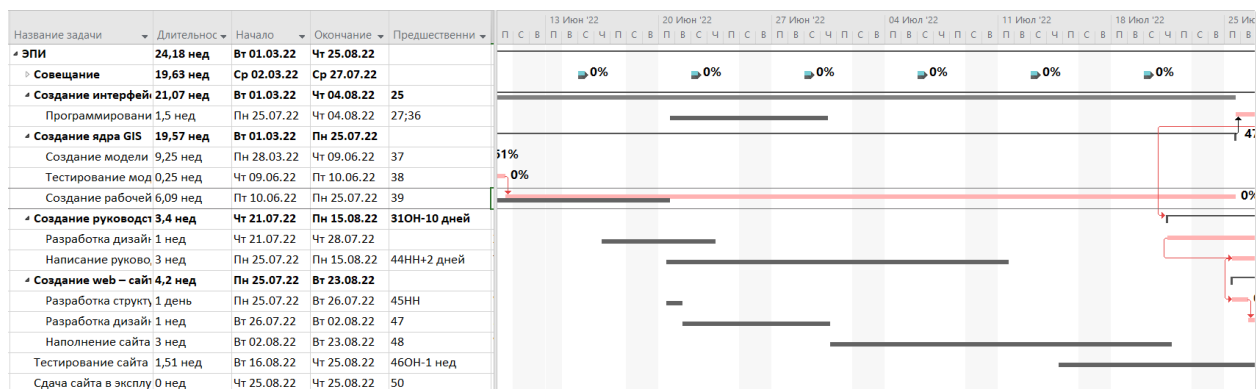 13 Июн '22 20 Июн '22 27 Июн '22 04 Июл '22 11 Июл '22 18 Июл '22 25 Ию
Название задачи Длительнос Начало Окончание Предшественни П С В П В С Ч П С В П В С Ч П С В П В С Ч П С В П В С Ч П С В П В С Ч П С В П В С Ч П С В П В
ЭПИ 24,18 нед Вт 01.03.22 Чт 25.08.22
Совещание 19,63 нед Ср 02.03.22 Ср 27.07.22 0% 0% 0% 0% 0% 0%
Создание интерфей 21,07 нед Вт 01.03.22 Чт 04.08.22 25
Программировани 1,5 нед Пн 25.07.22 Чт 04.08.22 27;36
Создание ядра GIS 19,57 нед Вт 01.03.22 Пн 25.07.22 47
Создание модели 9,25 нед Пн 28.03.22 Чт 09.06.22 37 51%
Тестирование мод 0,25 нед Чт 09.06.22 Пт 10.06.22 38 0%
Создание рабочей 6,09 нед Пт 10.06.22 Пн 25.07.22 39 0%
Создание руководст 3,4 нед Чт 21.07.22 Пн 15.08.22 31ОН-10 дней
Разработка дизайн 1 нед Чт 21.07.22 Чт 28.07.22
Написание руково, 3 нед Пн 25.07.22 Пн 15.08.22 44НН+2 дней
Создание web – сайт 4,2 нед Пн 25.07.22 Вт 23.08.22
Разработка структу 1 день Пн 25.07.22 Вт 26.07.22 45НН
Разработка дизайн 1 нед Вт 26.07.22 Вт 02.08.22 47
Наполнение сайта 3 нед Вт 02.08.22 Вт 23.08.22 48
Тестирование сайта 1,51 нед Вт 16.08.22 Чт 25.08.22 46ОН-1 нед
Сдача сайта в эксплу 0 нед Чт 25.08.22 Чт 25.08.22 50